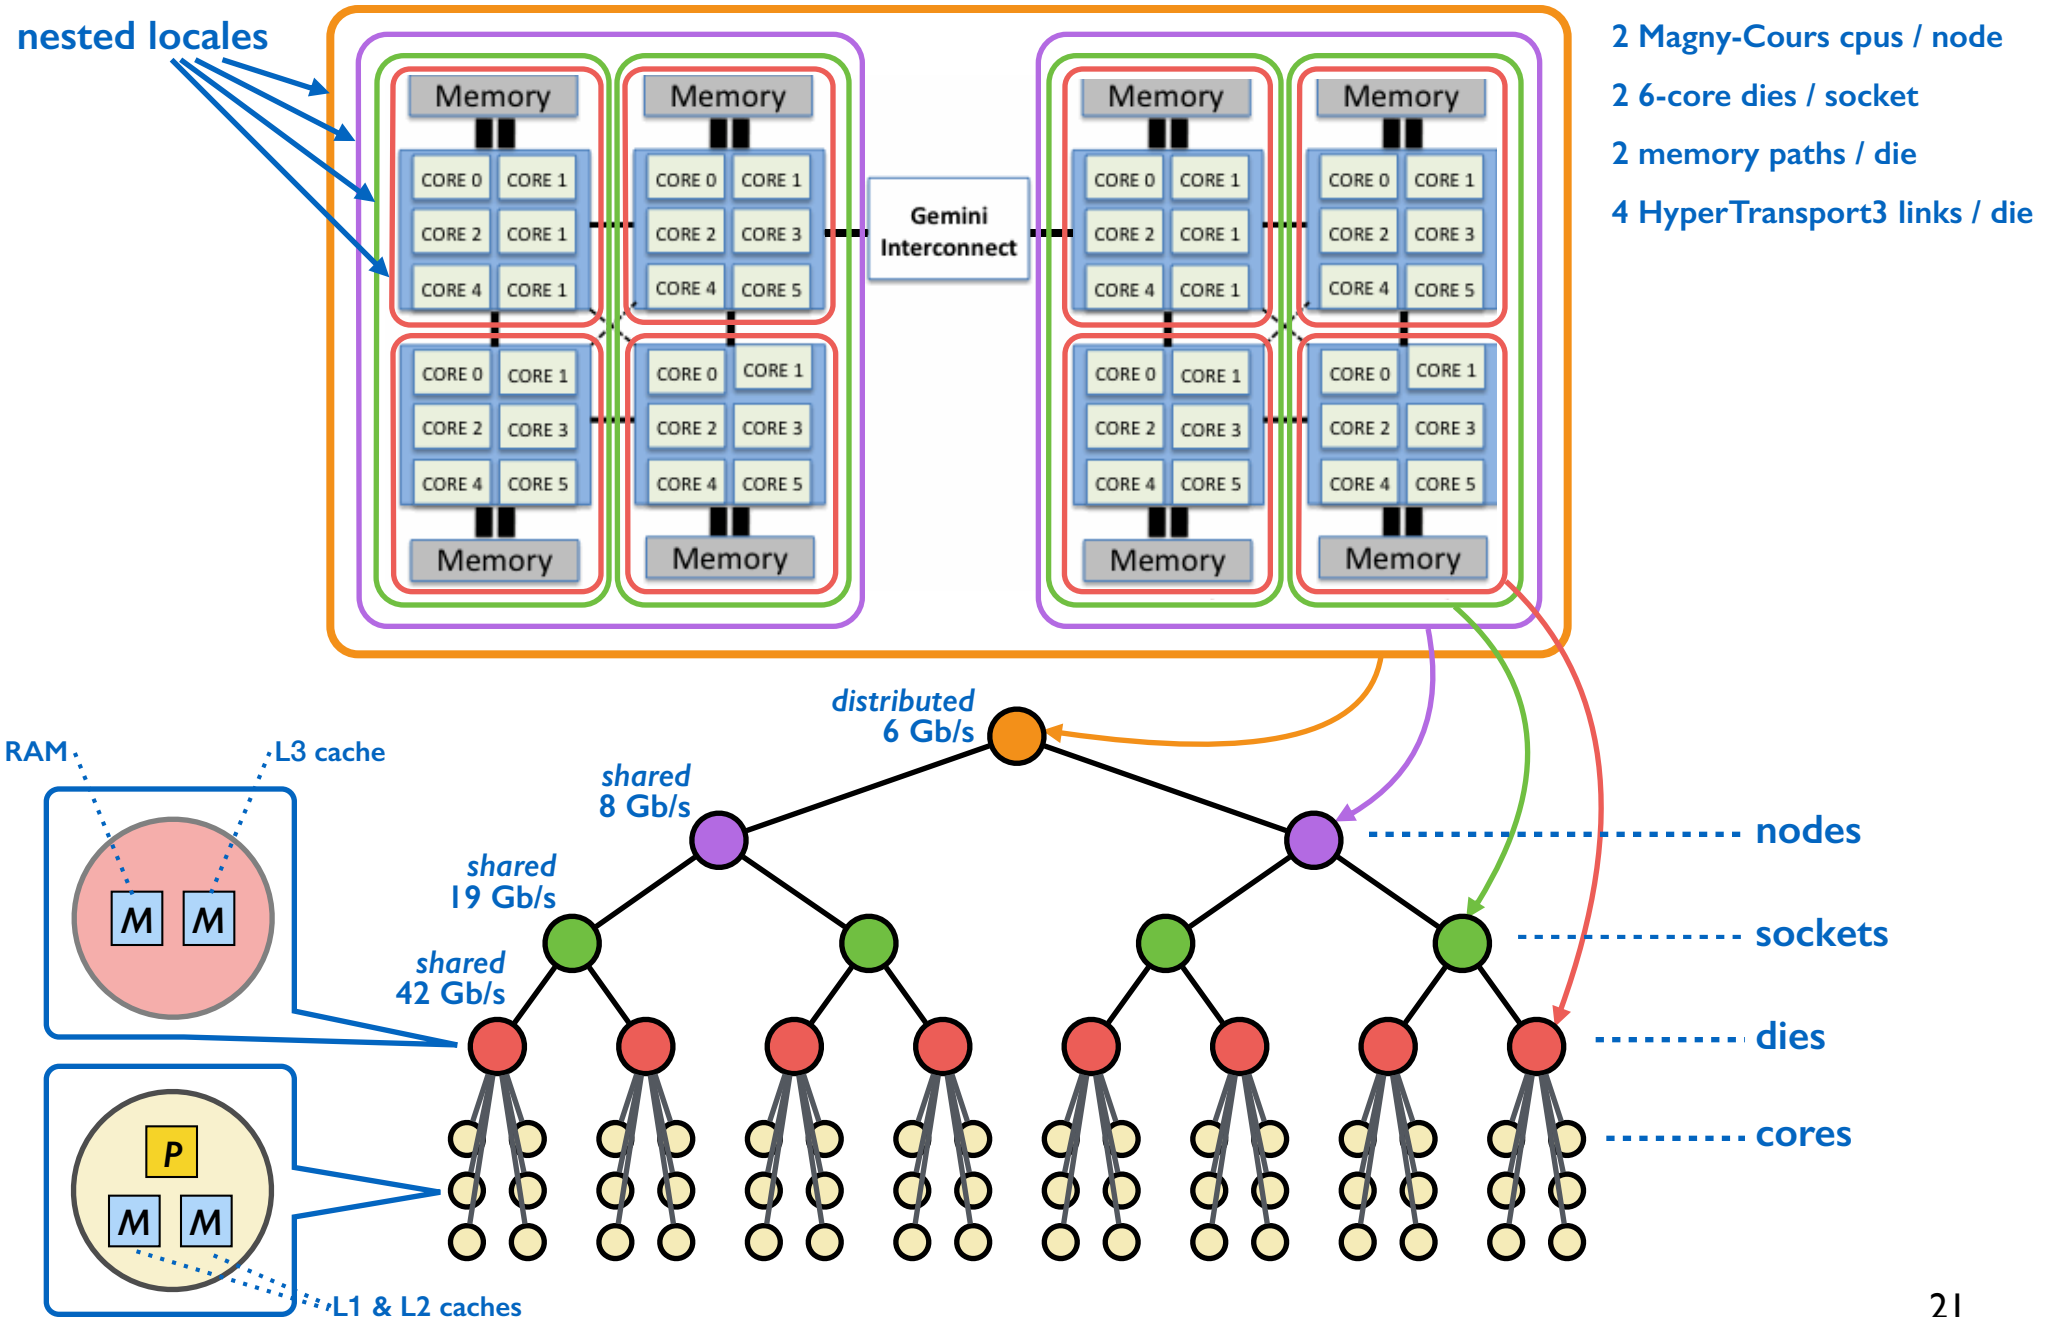 nested locales
2 Magny-Cours cpus / node
2 6-core dies / socket
2 memory paths / die
4 HyperTransport3 links / die
Memory Memory Memory Memory
CORE 0 CORE 1 CORE 0 CORE 1 CORE 0 CORE 1 CORE 0 CORE 1
CORE 2 CORE 1 CORE 2 CORE 3 CORE 2 CORE 1 CORE 2 CORE 3
CORE 4 CORE 1 CORE 4 CORE 5 CORE 4 CORE 1 CORE 4 CORE 5
Gemini
Interconnect
CORE 0 CORE 1 CORE 0 CORE 1 CORE 0 CORE 1 CORE 0 CORE 1
CORE 2 CORE 3 CORE 2 CORE 3 CORE 2 CORE 3 CORE 2 CORE 3
CORE 4 CORE 5 CORE 4 CORE 5 CORE 4 CORE 5 CORE 4 CORE 5
Memory Memory Memory Memory
distributed
6 Gb/s
shared
8 Gb/s
nodes
shared
19 Gb/s
sockets
shared
42 Gb/s
dies
cores
RAM
L3 cache
M M
P
M M
L1 & L2 caches
21